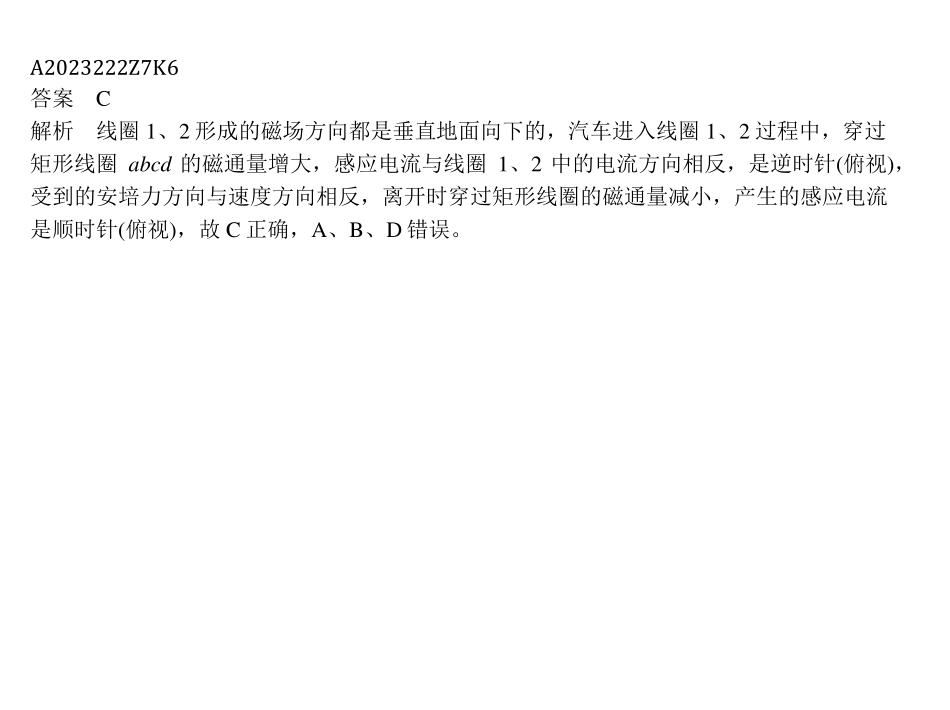 A2023222Z7K6
答案　C
解析　线圈 1、2 形成的磁场方向都是垂直地面向下的，汽车进入线圈 1、2 过程中，穿过
矩形线圈 abcd 的磁通量增大，感应电流与线圈 1、2 中的电流方向相反，是逆时针(俯视)，
受到的安培力方向与速度方向相反，离开时穿过矩形线圈的磁通量减小，产生的感应电流
是顺时针(俯视)，故 C 正确，A、B、D 错误。